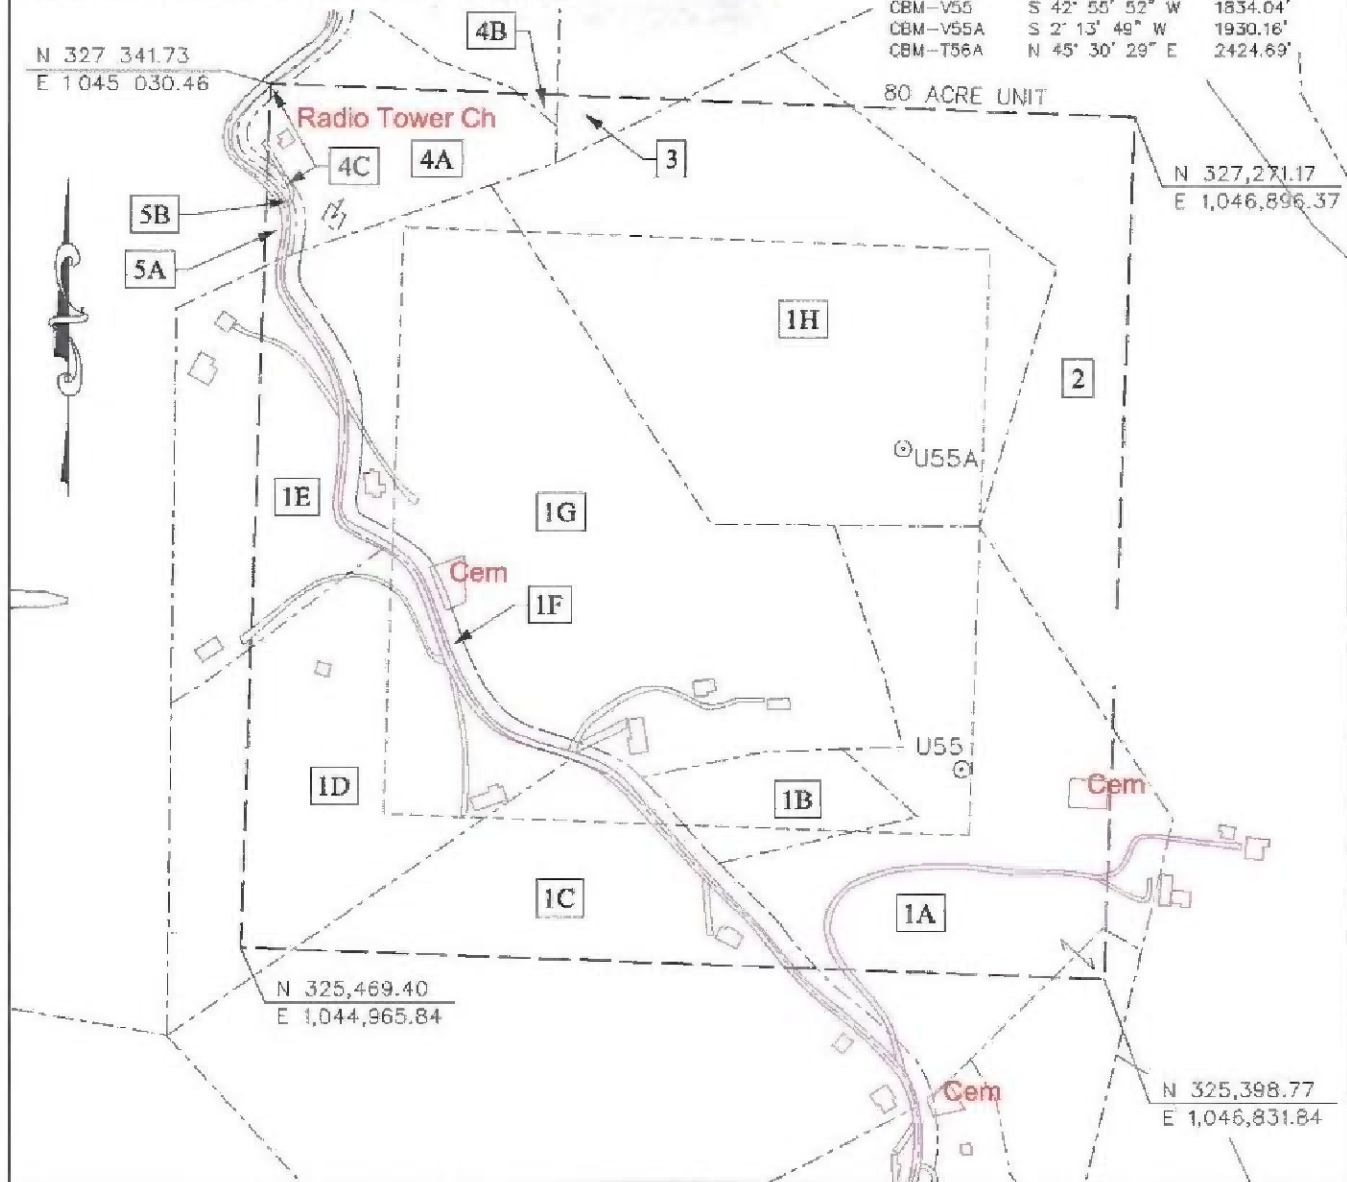 CBM-V55 S 42° 55' 52" W 1834.04'
CBM-V55A S 2° 13' 49" W 1930.16'
CBM-T56A N 45° 30' 29" E 2424.69'
4B
N 327 341.73
E 1 045 030.46
80 ACRE UNIT
Radio Tower Ch
4C
4A
3
N 327,271.17
E 1,046,896.37
5B
5A
1H
2
U55A
1E
1G
Cem
1F
U55
1D
1B
Cem
1C
1A
N 325,469.40
E 1,044,965.84
Cem
N 325,398.77
E 1,046,831.84